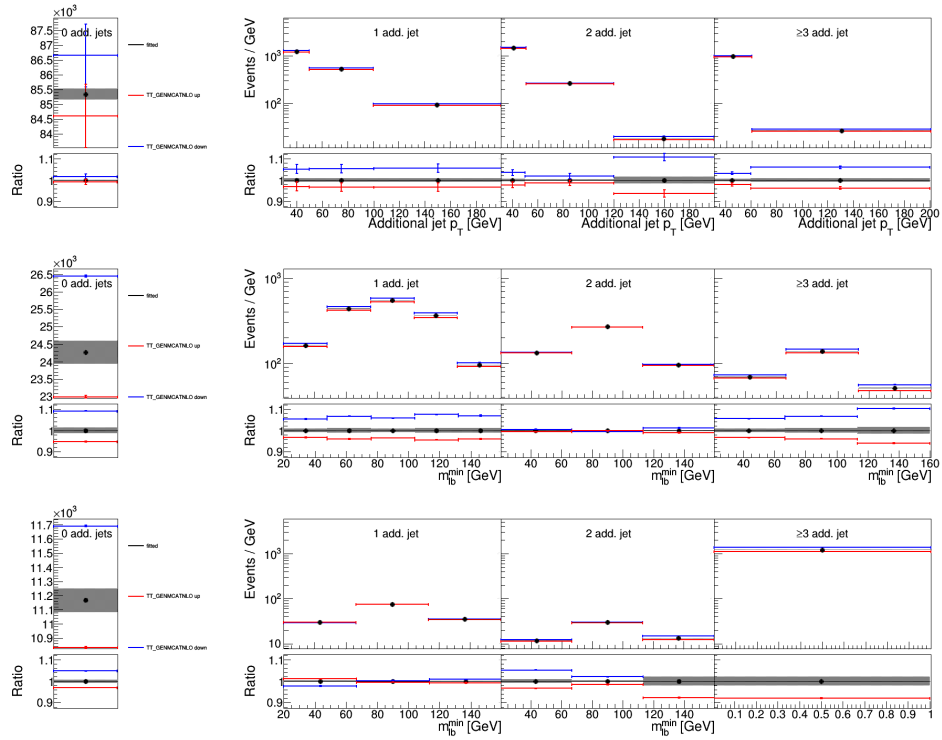 ×10³
87.5
87
86.5
86
85.5
85
84.5
84
0 add. jets
fitted
TT_GENMCATNLO up
TT_GENMCATNLO down
Ratio
1.1
1
0.9
Events / GeV
10³
10²
1 add. jet
2 add. jet
≥3 add. jet
Ratio
1.1
1
0.9
40 60 80 100 120 140 160 180
40 60 80 100 120 140 160 180
40 60 80 100 120 140 160 180 200
Additional jet p_T [GeV]
Additional jet p_T [GeV]
Additional jet p_T [GeV]
×10³
26.5
26
25.5
25
24.5
24
23.5
23
0 add. jets
fitted
TT_GENMCATNLO up
TT_GENMCATNLO down
Ratio
1.1
1
0.9
Events / GeV
10³
10²
1 add. jet
2 add. jet
≥3 add. jet
Ratio
1.1
1
0.9
20 40 60 80 100 120 140
40 60 80 100 120 140
40 60 80 100 120 140 160
m_lb^min [GeV]
m_lb^min [GeV]
m_lb^min [GeV]
×10³
11.7
11.6
11.5
11.4
11.3
11.2
11.1
11
10.9
0 add. jets
fitted
TT_GENMCATNLO up
TT_GENMCATNLO down
Ratio
1.1
1
0.9
Events / GeV
10³
10²
10
1 add. jet
2 add. jet
≥3 add. jet
Ratio
1.1
1
0.9
20 40 60 80 100 120 140
40 60 80 100 120 140
0.1 0.2 0.3 0.4 0.5 0.6 0.7 0.8 0.9 1
m_lb^min [GeV]
m_lb^min [GeV]